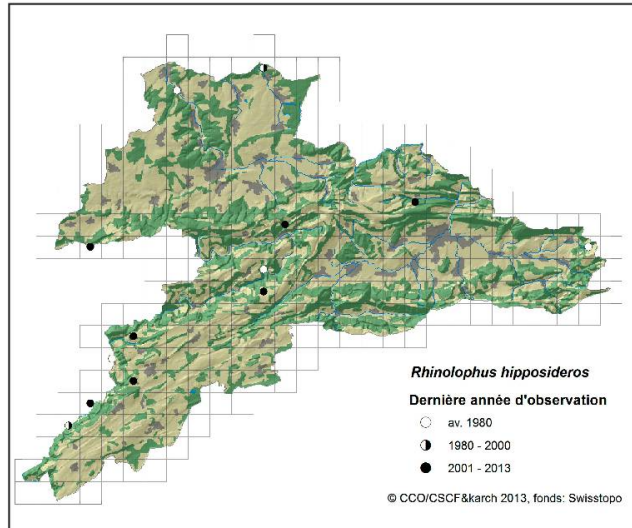 Rhinolophus hipposideros
Dernière année d'observation
av. 1980
1980 - 2000
2001 - 2013
© CCO/CSCF&karch 2013, fonds: Swisstopo